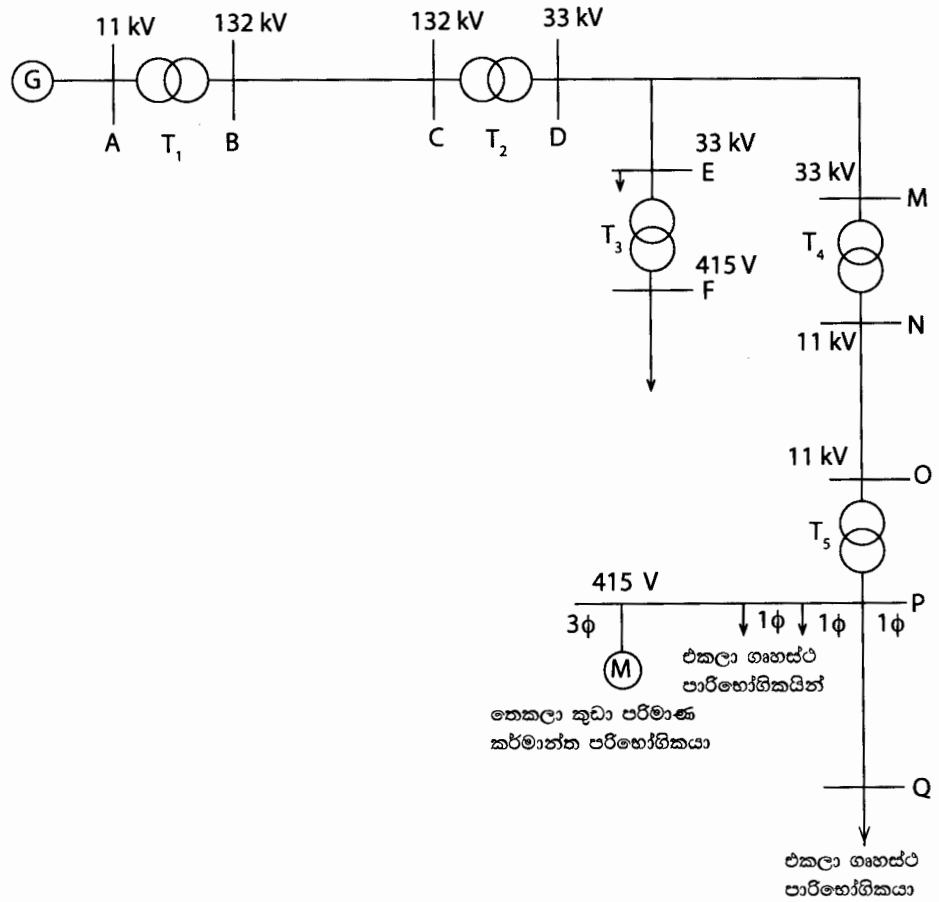 11 kV
132 kV
132 kV
33 kV
G
A
T₁
B
C
T₂
D
33 kV
E
T₃
415 V
F
33 kV
M
T₄
N
11 kV
11 kV
O
T₅
415 V
P
3ϕ
1ϕ
1ϕ
1ϕ
M
එකලා ගෘහස්ථ
පාරිභෝගිකයින්
තෙකලා කුඩා පරිමාණ
කර්මාන්ත පරිභෝගිකයා
Q
එකලා ගෘහස්ථ
පාරිභෝගිකයා